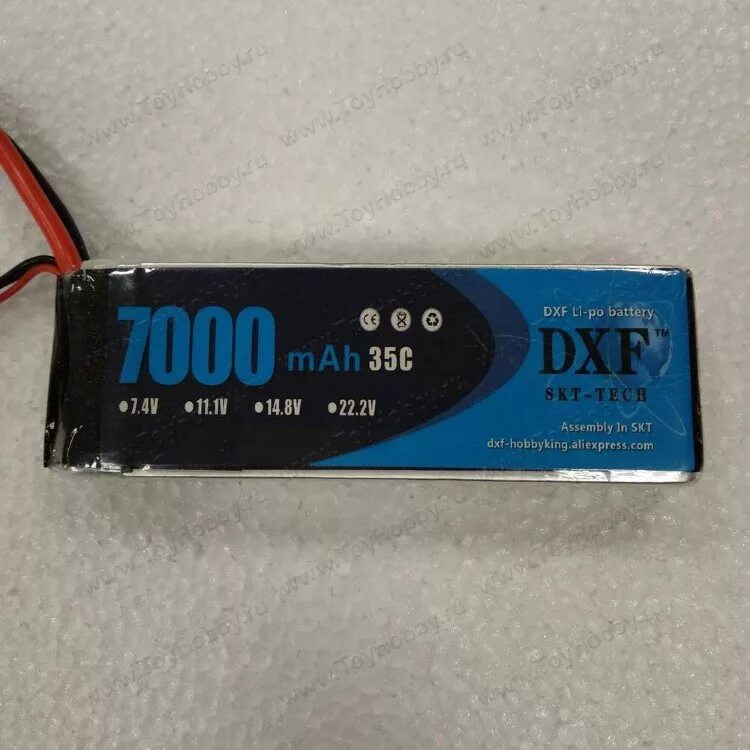 7000 mAh 35C
CE
7.4V 11.1V 14.8V 22.2V
DXF Li-po battery
DXF™
SKT-TECH
Assembly In SKT
dxf-hobbyking.aliexpress.com
www.Toyhobby.ru